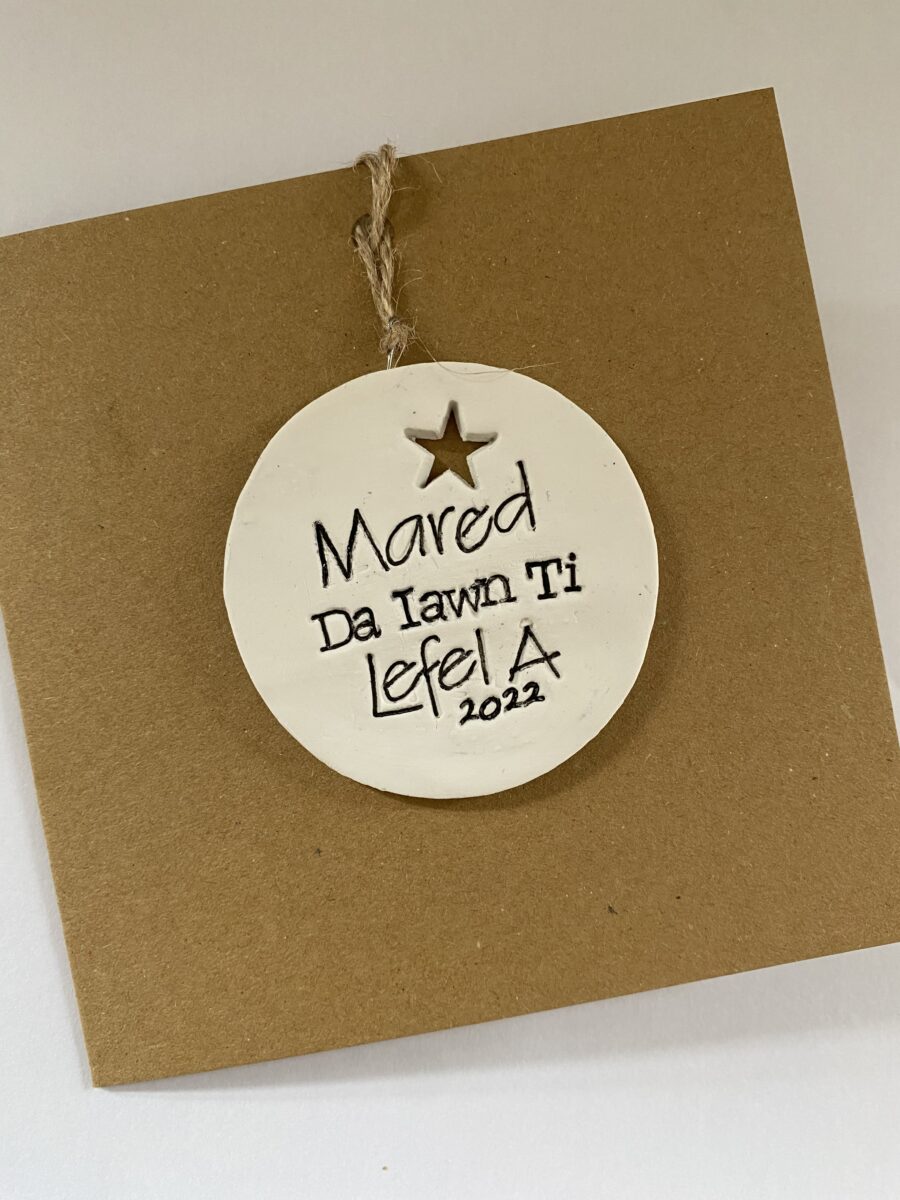 Mared
Da Iawn Ti
Lefel A
2022